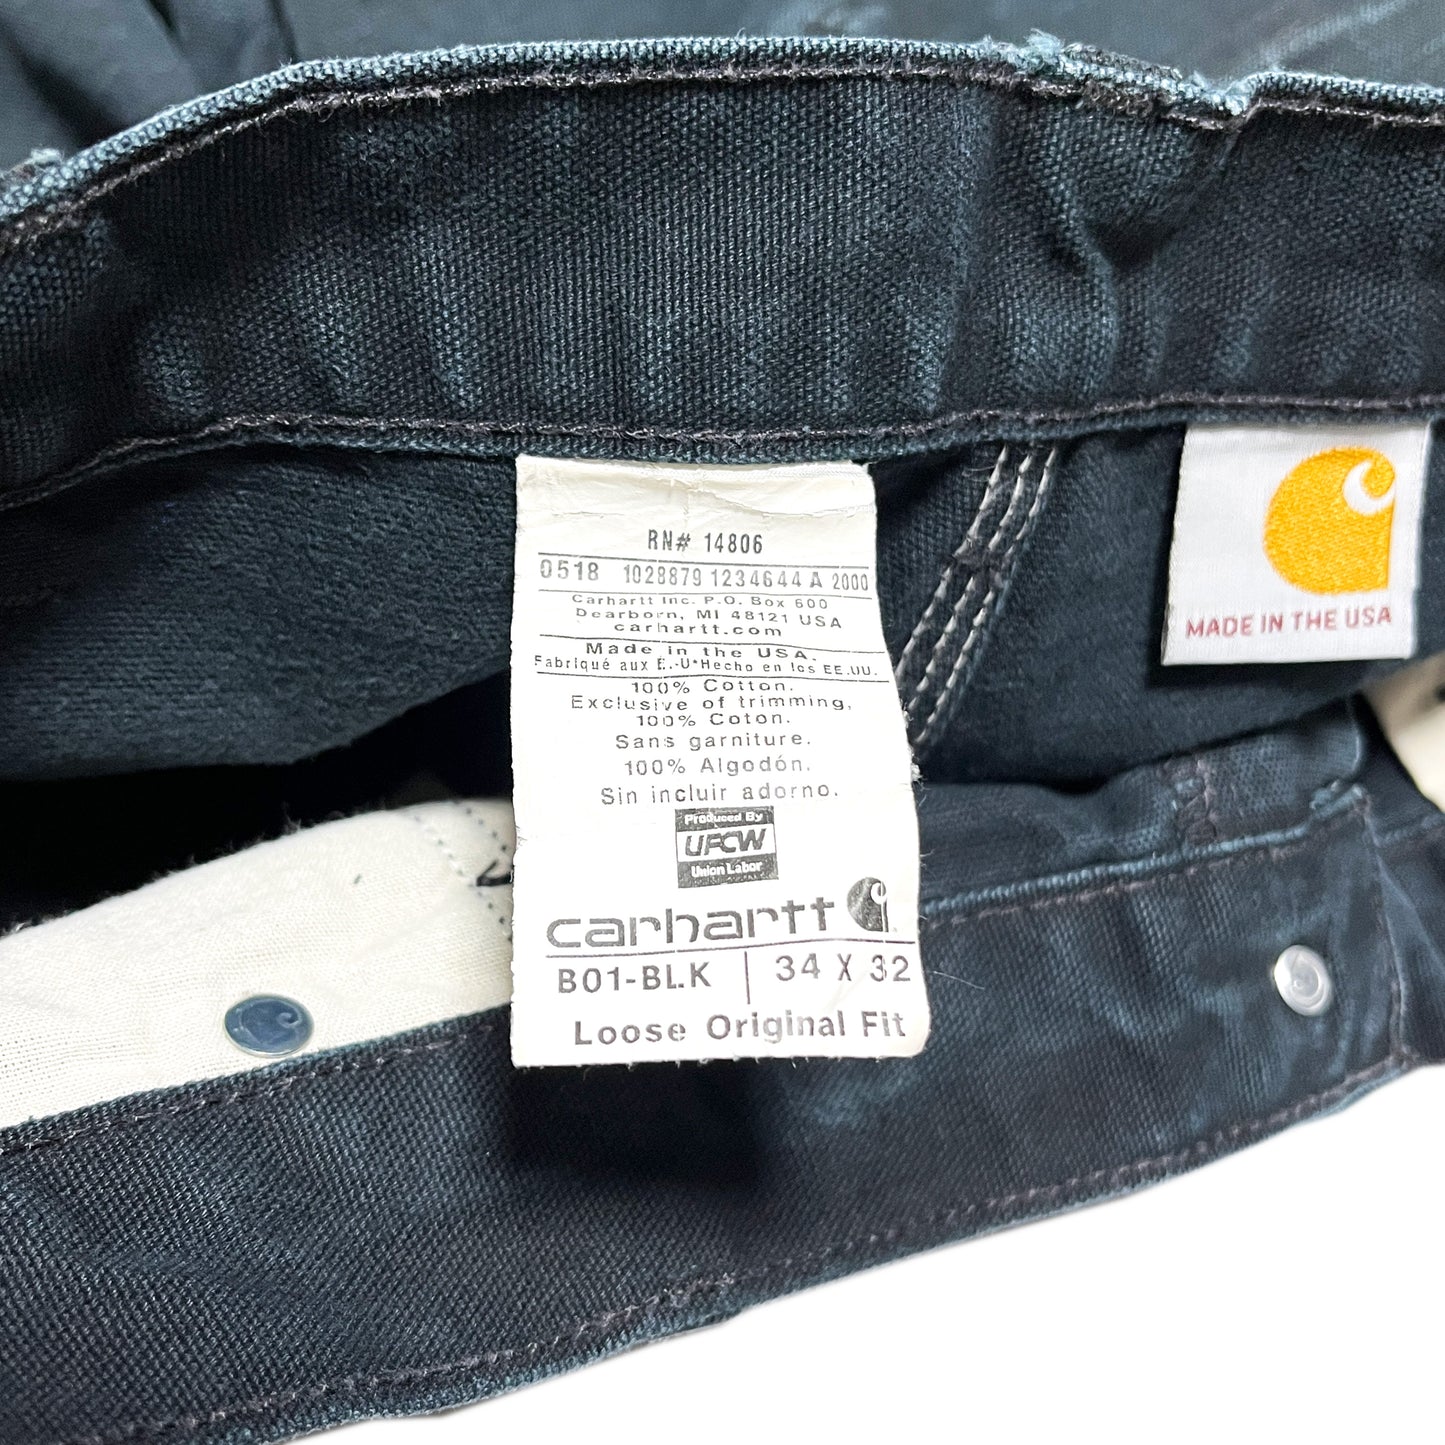 RN# 14806
0518 1028879 1234644 A 2000
Carhartt Inc. P.O. Box 600
Dearborn, MI 48121 USA
carhartt.com
Made in the USA.
Fabriqué aux É.-U*Hecho en los EE.UU.
100% Cotton.
Exclusive of trimming,
100% Coton.
Sans garniture.
100% Algodón.
Sin incluir adorno.
Produced By
UFCW
Union Labor
carhartt
B01-BLK | 34 X 32
Loose Original Fit
MADE IN THE USA